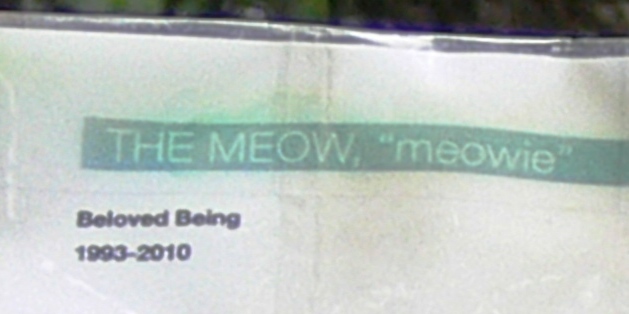 THE MEOW, "meowie"
Beloved Being
1993-2010